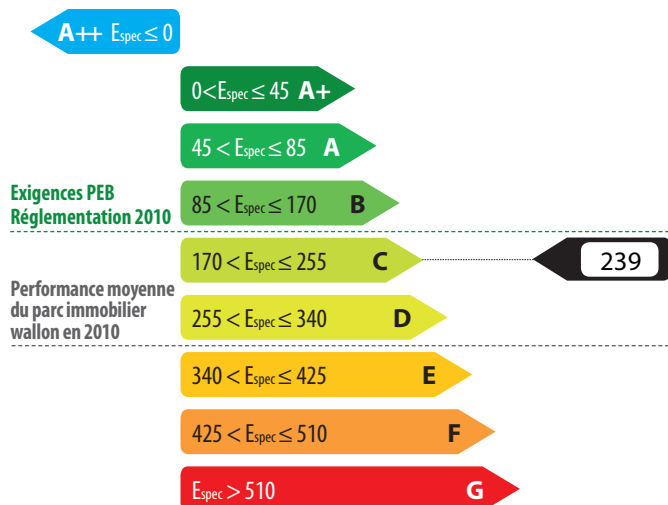 A++ Espec ≤ 0
0<Espec ≤ 45 A+
45 < Espec ≤ 85 A
Exigences PEB
Réglementation 2010
85 < Espec ≤ 170 B
170 < Espec ≤ 255 C
239
Performance moyenne
du parc immobilier
wallon en 2010
255 < Espec ≤ 340 D
340 < Espec ≤ 425 E
425 < Espec ≤ 510 F
Espec > 510 G